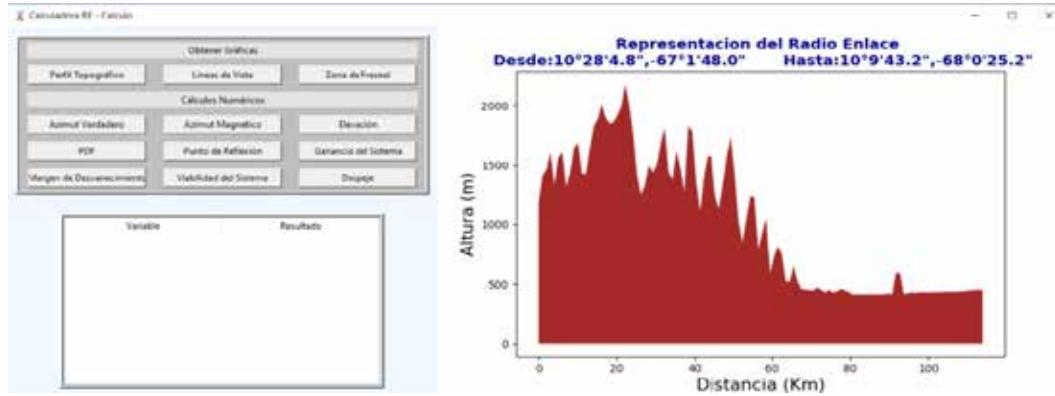 Calculadora RF - Calculo
Obtener Gráficas
Perfil Topográfico
Lineas de Vista
Zona de Fresnel
Cálculos Numéricos
Azimut Verdadero
Azimut Magnético
Elevación
PDF
Punto de Reflexión
Ganancia del Sistema
Margen de Desvanecimiento
Viabilidad del Sistema
Despeje
Variable
Resultado
Representacion del Radio Enlace
Desde:10°28'4.8",-67°1'48.0" Hasta:10°9'43.2",-68°0'25.2"
Altura (m)
2000
1500
1000
500
0
0
20
40
60
80
100
Distancia (Km)